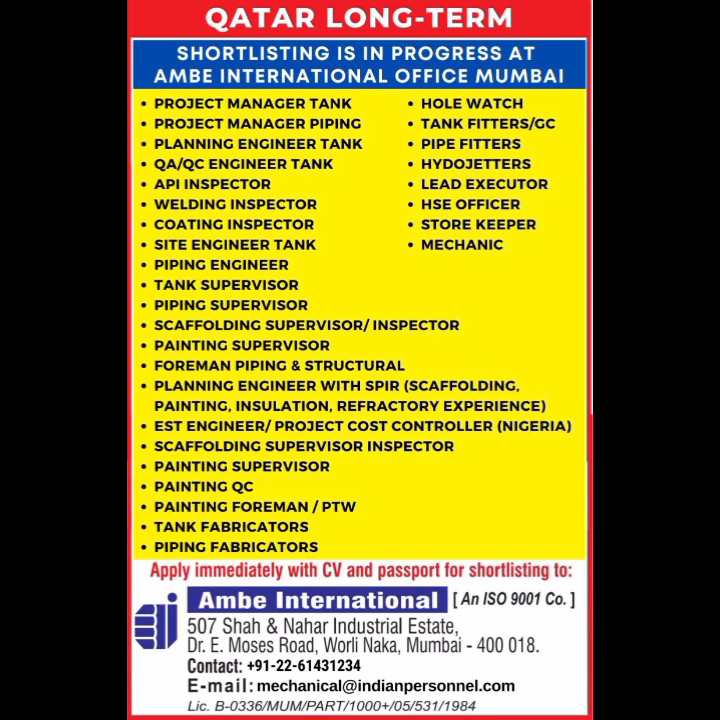 QATAR LONG-TERM
SHORTLISTING IS IN PROGRESS AT
AMBE INTERNATIONAL OFFICE MUMBAI
• PROJECT MANAGER TANK
• PROJECT MANAGER PIPING
• PLANNING ENGINEER TANK
• QA/QC ENGINEER TANK
• API INSPECTOR
• WELDING INSPECTOR
• COATING INSPECTOR
• SITE ENGINEER TANK
• PIPING ENGINEER
• TANK SUPERVISOR
• PIPING SUPERVISOR
• SCAFFOLDING SUPERVISOR/ INSPECTOR
• PAINTING SUPERVISOR
• FOREMAN PIPING & STRUCTURAL
• PLANNING ENGINEER WITH SPIR (SCAFFOLDING,
PAINTING, INSULATION, REFRACTORY EXPERIENCE)
• EST ENGINEER/ PROJECT COST CONTROLLER (NIGERIA)
• SCAFFOLDING SUPERVISOR INSPECTOR
• PAINTING SUPERVISOR
• PAINTING QC
• PAINTING FOREMAN / PTW
• TANK FABRICATORS
• PIPING FABRICATORS
• HOLE WATCH
• TANK FITTERS/GC
• PIPE FITTERS
• HYDOJETTERS
• LEAD EXECUTOR
• HSE OFFICER
• STORE KEEPER
• MECHANIC
Apply immediately with CV and passport for shortlisting to:
Ambe International [ An ISO 9001 Co. ]
507 Shah & Nahar Industrial Estate,
Dr. E. Moses Road, Worli Naka, Mumbai - 400 018.
Contact: +91-22-61431234
E-mail: mechanical@indianpersonnel.com
Lic. B-0336/MUM/PART/1000+/05/531/1984